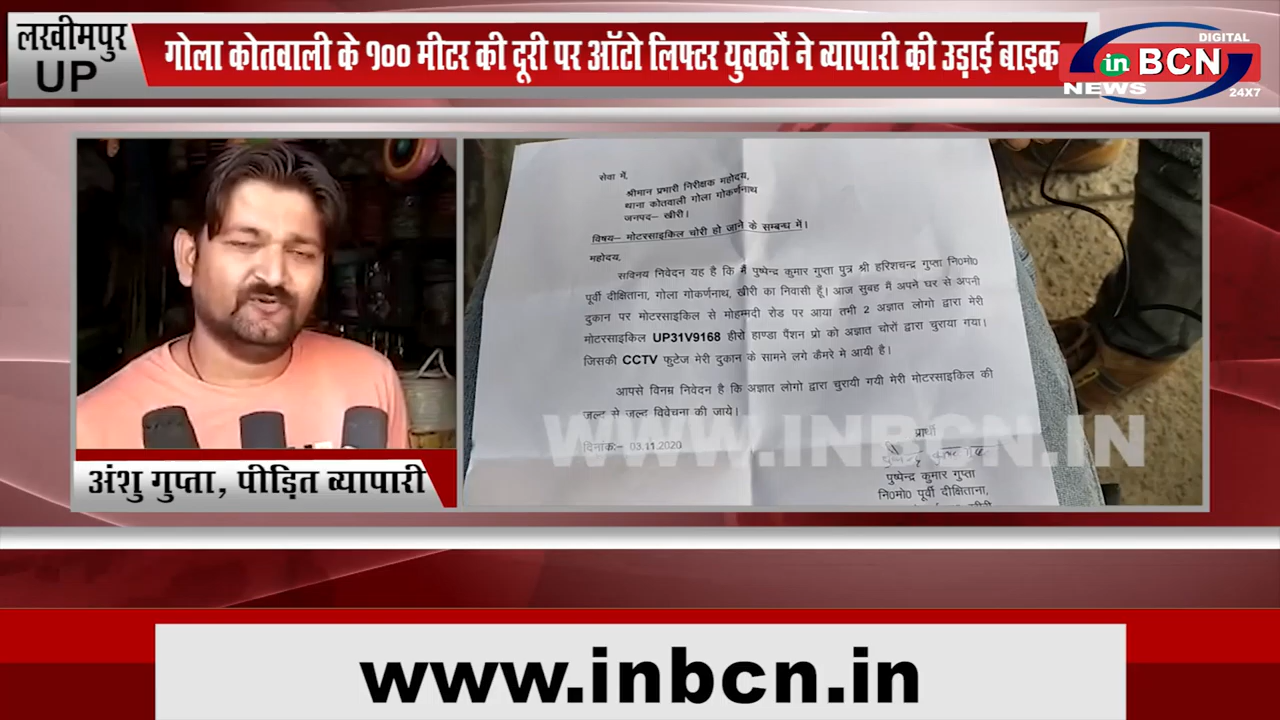 लखीमपुर
UP
गोला कोतवाली के १०० मीटर की दूरी पर ऑटो लिफ्टर युवकों ने व्यापारी की उड़ाई बाइक
DIGITAL
in BCN
NEWS
24X7
सेवा में,
श्रीमान प्रभारी निरीक्षक महोदय,
थाना कोतवाली गोला गोकर्णनाथ
जनपद– खीरी।
विषय– मोटरसाइकिल चोरी हो जाने के सम्बन्ध में।
महोदय,
सविनय निवेदन यह है कि मैं पुष्पेन्द्र कुमार गुप्ता पुत्र श्री हरिशचन्द्र गुप्ता नि0मो0
पूर्वी दीक्षिताना, गोला गोकर्णनाथ, खीरी का निवासी हूँ। आज सुबह मैं अपने घर से अपनी
दुकान पर मोटरसाइकिल से मोहम्मदी रोड पर आया तभी 2 अज्ञात लोगो द्वारा मेरी
मोटरसाइकिल UP31V9168 हीरो हाण्डा पैंशन प्रो को अज्ञात चोरों द्वारा चुराया गया।
जिसकी CCTV फुटेज मेरी दुकान के सामने लगे कैमरे मे आयी है।
आपसे विनम्र निवेदन है कि अज्ञात लोगो द्वारा चुरायी गयी मेरी मोटरसाइकिल की
जल्द से जल्द विवेचना की जाये।
प्रार्थी
दिनांक:- 03.11.2020
पुष्पेन्द्र कुमार गुप्ता
नि0मो0 पूर्वी दीक्षिताना,
WWW.INBCN.IN
अंशु गुप्ता, पीड़ित व्यापारी
www.inbcn.in